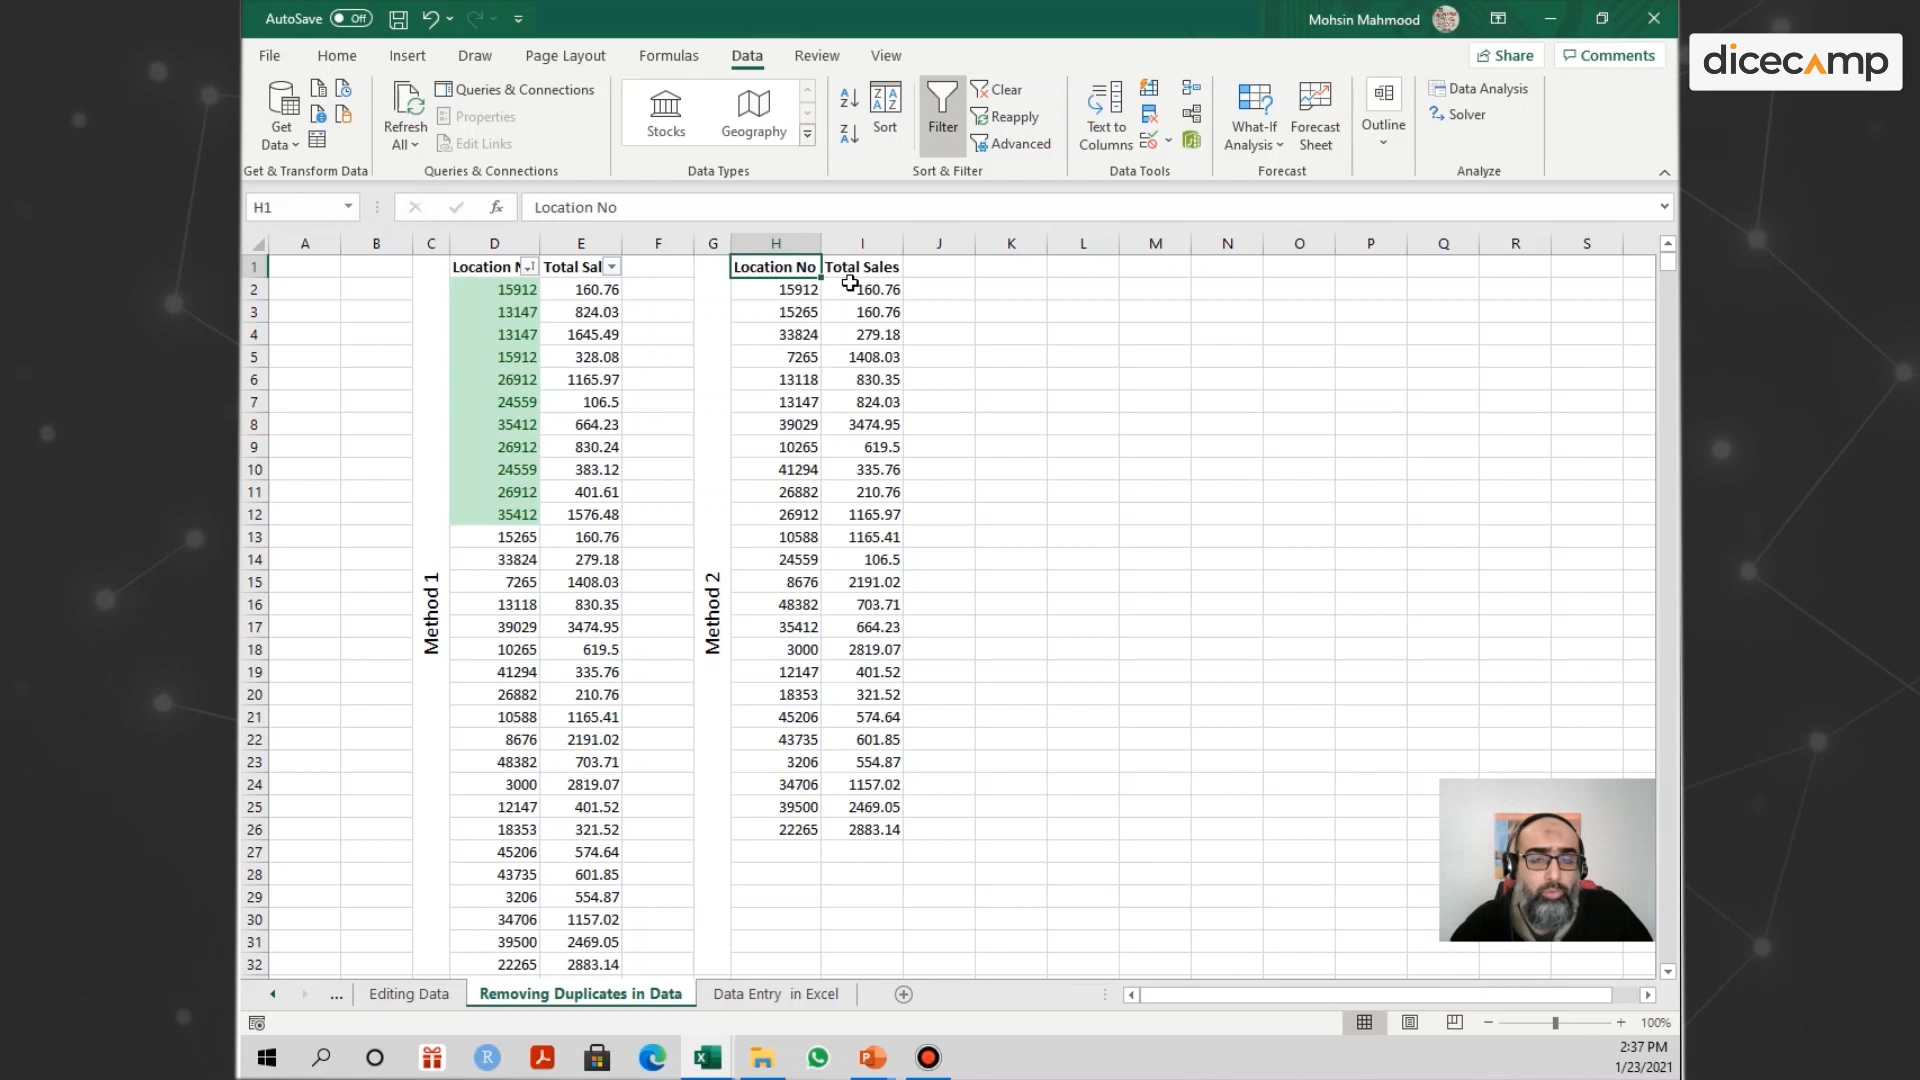 AutoSave Off
Mohsin Mahmood
dicecamp
File Home Insert Draw Page Layout Formulas Data Review View
Share Comments
Get Data
Refresh All
Queries & Connections
Properties
Edit Links
Stocks Geography
Sort
Filter
Clear
Reapply
Advanced
Text to Columns
What-If Analysis
Forecast Sheet
Outline
Data Analysis
Solver
Get & Transform Data Queries & Connections Data Types Sort & Filter Data Tools Forecast Analyze
H1 fx Location No
A B C D E F G H I J K L M N O P Q R S
1 Location N Total Sal Location No Total Sales
2 15912 160.76 15912 160.76
3 13147 824.03 15265 160.76
4 13147 1645.49 33824 279.18
5 15912 328.08 7265 1408.03
6 26912 1165.97 13118 830.35
7 24559 106.5 13147 824.03
8 35412 664.23 39029 3474.95
9 26912 830.24 10265 619.5
10 24559 383.12 41294 335.76
11 26912 401.61 26882 210.76
12 35412 1576.48 26912 1165.97
13 15265 160.76 10588 1165.41
14 33824 279.18 24559 106.5
15 7265 1408.03 8676 2191.02
16 13118 830.35 48382 703.71
17 39029 3474.95 35412 664.23
18 10265 619.5 3000 2819.07
19 41294 335.76 12147 401.52
20 26882 210.76 18353 321.52
21 10588 1165.41 45206 574.64
22 8676 2191.02 43735 601.85
23 48382 703.71 3206 554.87
24 3000 2819.07 34706 1157.02
25 12147 401.52 39500 2469.05
26 18353 321.52 22265 2883.14
27 45206 574.64
28 43735 601.85
29 3206 554.87
30 34706 1157.02
31 39500 2469.05
32 22265 2883.14
Method 1
Method 2
... Editing Data Removing Duplicates in Data Data Entry in Excel
100%
2:37 PM
1/23/2021